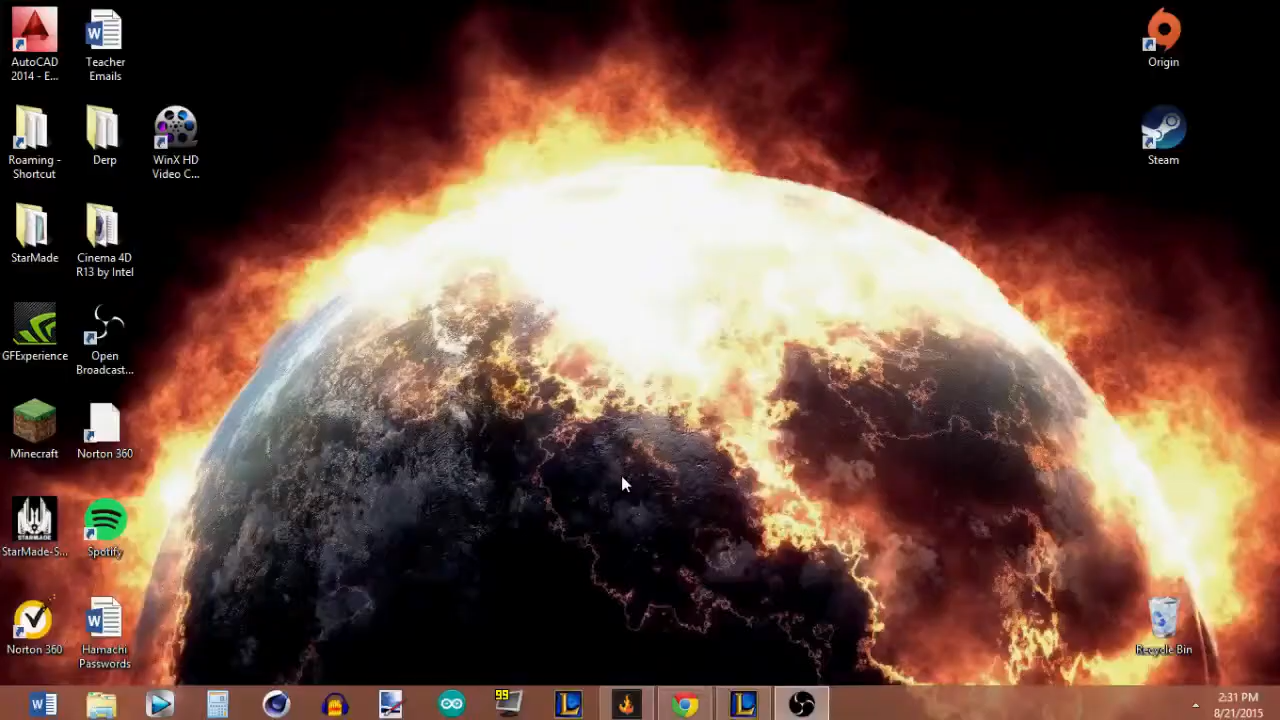 AutoCAD
2014 - E...
Teacher
Emails
Origin
Roaming -
Shortcut
Derp
WinX HD
Video C...
Steam
StarMade
Cinema 4D
R13 by Intel
GFExperience
Open
Broadcast...
Minecraft
Norton 360
StarMade-S...
Spotify
Norton 360
Hamachi
Passwords
Recycle Bin
99
2:31 PM
8/21/2015